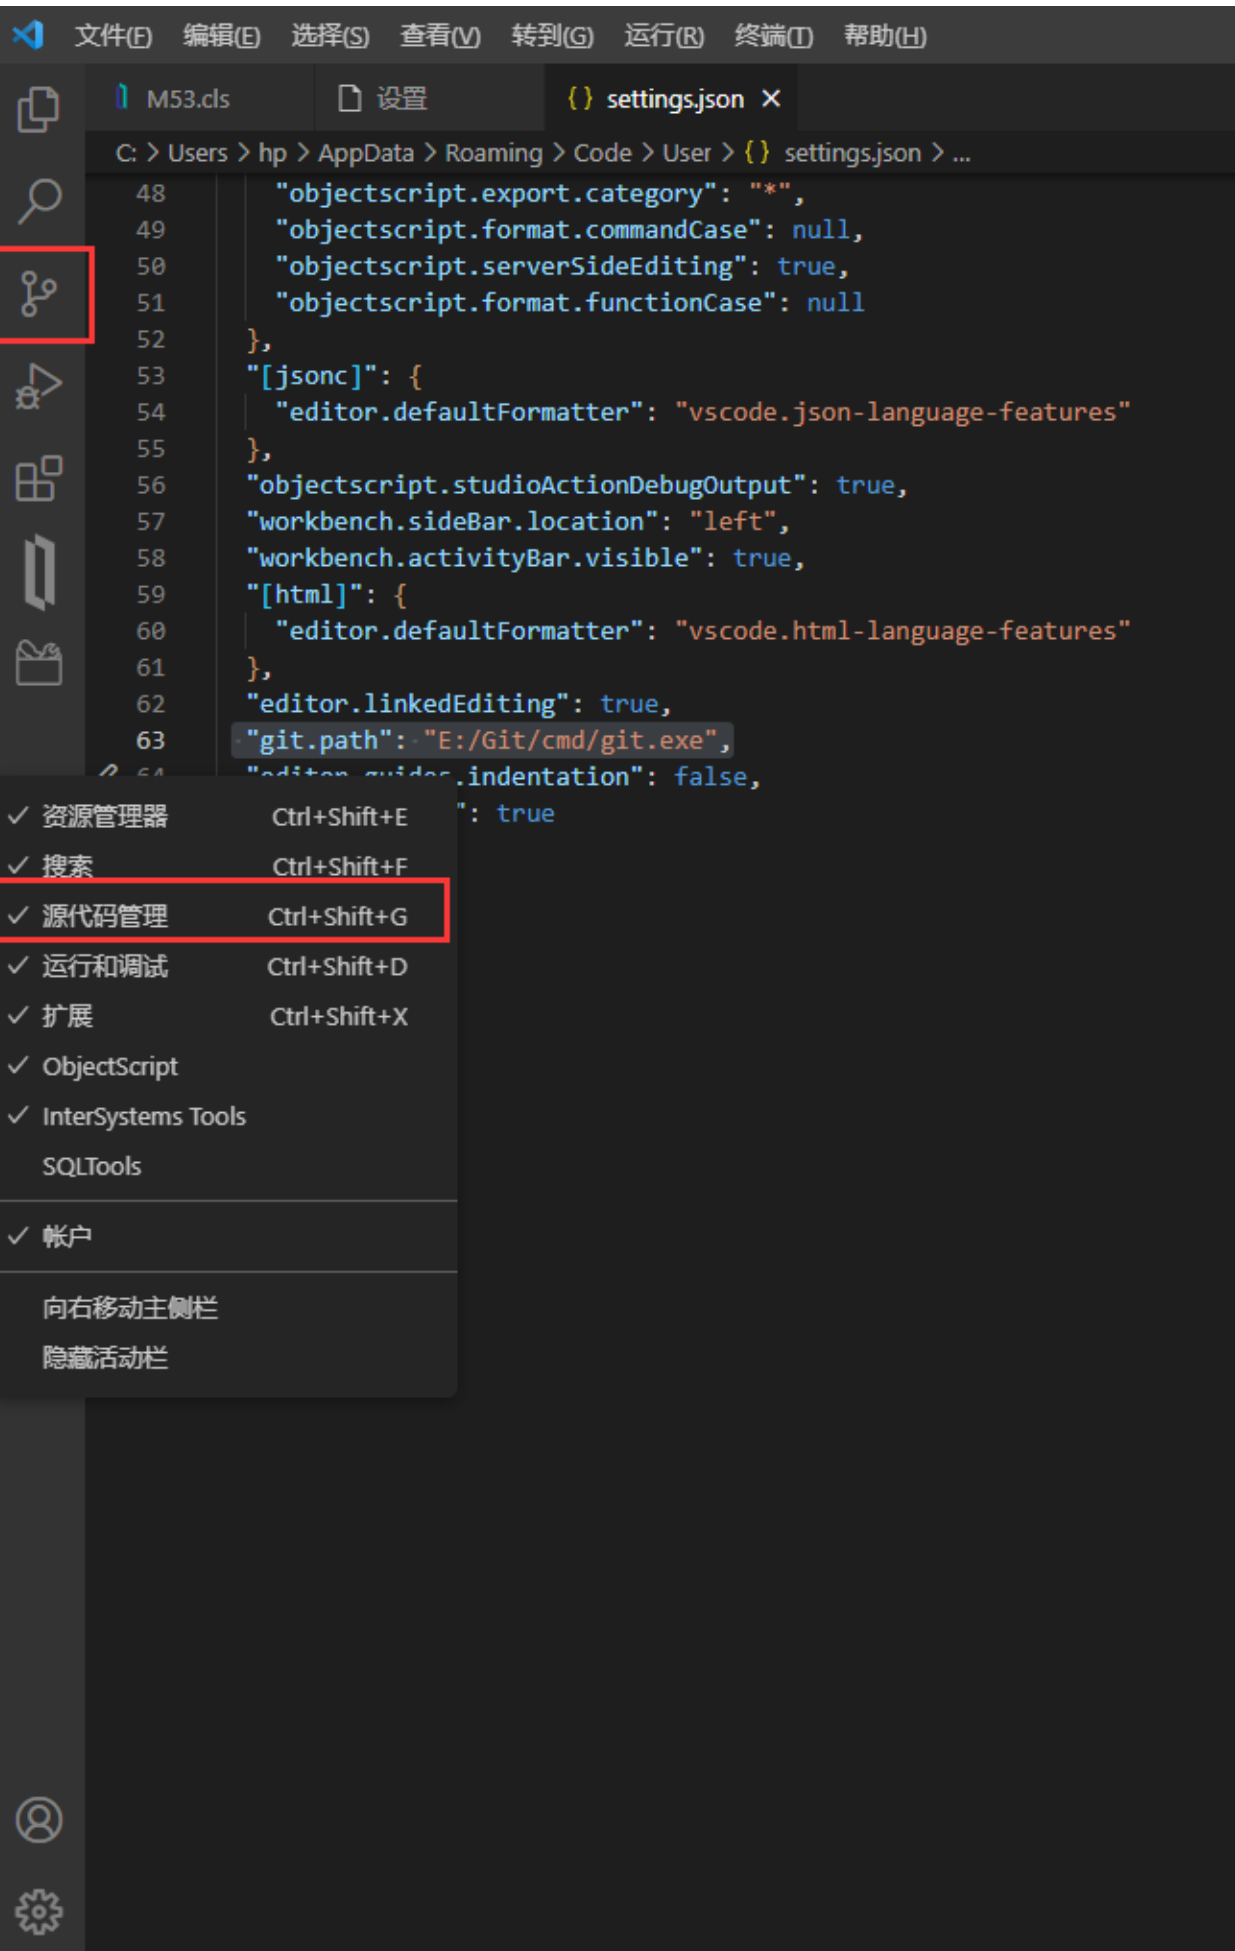 文件(F) 编辑(E) 选择(S) 查看(V) 转到(G) 运行(R) 终端(T) 帮助(H)
M53.cls 设置 {} settings.json ×
C: > Users > hp > AppData > Roaming > Code > User > {} settings.json > ...
48 "objectscript.export.category": "*",
49 "objectscript.format.commandCase": null,
50 "objectscript.serverSideEditing": true,
51 "objectscript.format.functionCase": null
52 },
53 "[jsonc]": {
54 "editor.defaultFormatter": "vscode.json-language-features"
55 },
56 "objectscript.studioActionDebugOutput": true,
57 "workbench.sideBar.location": "left",
58 "workbench.activityBar.visible": true,
59 "[html]": {
60 "editor.defaultFormatter": "vscode.html-language-features"
61 },
62 "editor.linkedEditing": true,
63 "git.path": "E:/Git/cmd/git.exe",
64 "editor.guides.indentation": false,
": true
资源管理器 Ctrl+Shift+E
搜索 Ctrl+Shift+F
源代码管理 Ctrl+Shift+G
运行和调试 Ctrl+Shift+D
扩展 Ctrl+Shift+X
ObjectScript
InterSystems Tools
SQLTools
帐户
向右移动主侧栏
隐藏活动栏